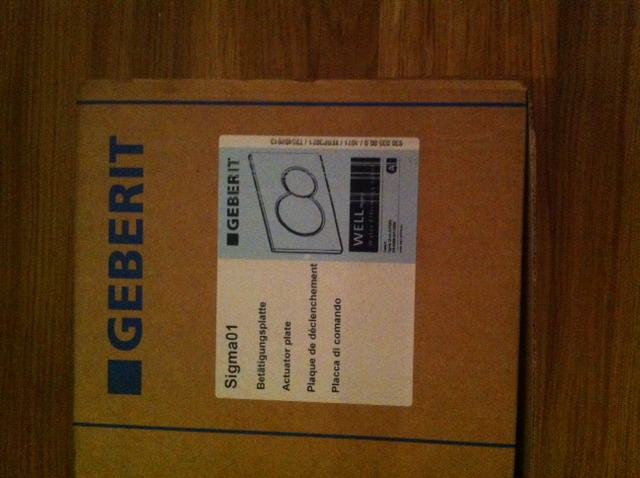 GEBERIT
GEBERIT
WELL
Sigma01
Betätigungsplatte
Actuator plate
Plaque de déclenchement
Placca di comando